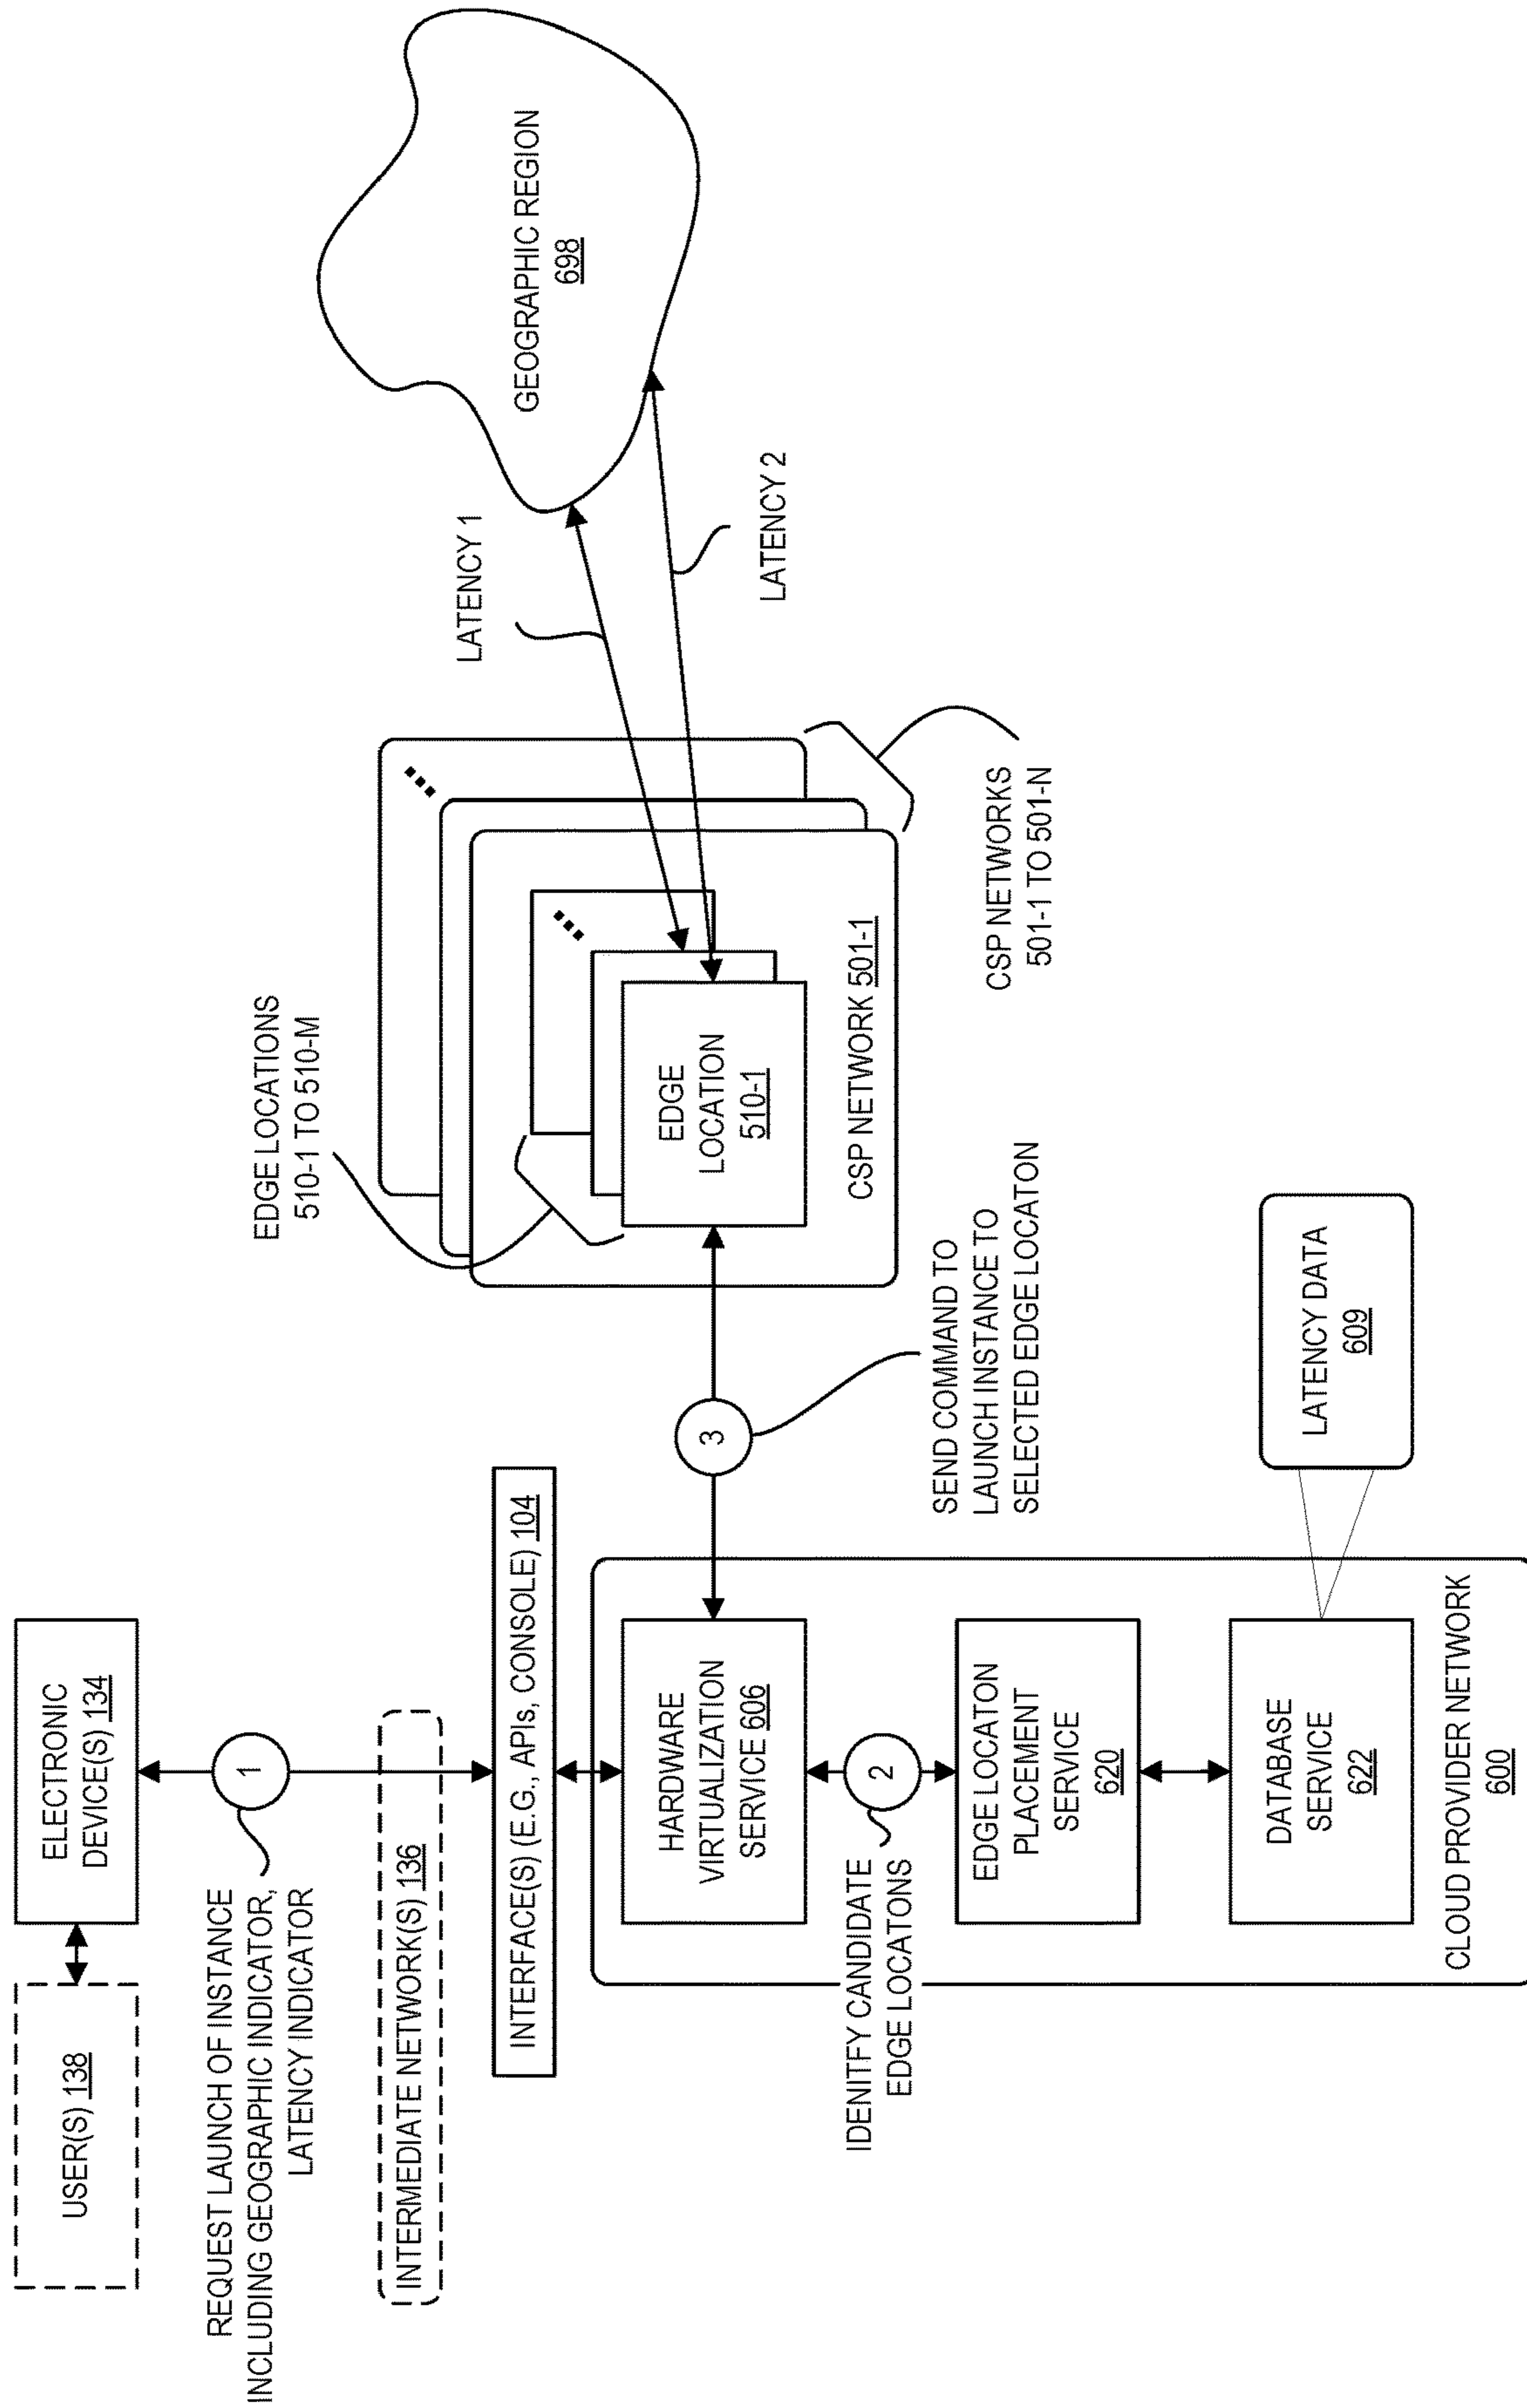 USER(S) 138
ELECTRONIC
DEVICE(S) 134
REQUEST LAUNCH OF INSTANCE
INCLUDING GEOGRAPHIC INDICATOR,
LATENCY INDICATOR
1
INTERMEDIATE NETWORK(S) 136
INTERFACE(S) (E.G., APIs, CONSOLE) 104
HARDWARE
VIRTUALIZATION
SERVICE 606
IDENITFY CANDIDATE
EDGE LOCATONS
2
EDGE LOCATON
PLACEMENT
SERVICE
620
DATABASE
SERVICE
622
CLOUD PROVIDER NETWORK
600
LATENCY DATA
609
3
SEND COMMAND TO
LAUNCH INSTANCE TO
SELECTED EDGE LOCATON
EDGE LOCATIONS
510-1 TO 510-M
EDGE
LOCATION
510-1
CSP NETWORK 501-1
CSP NETWORKS
501-1 TO 501-N
LATENCY 1
LATENCY 2
GEOGRAPHIC REGION
698